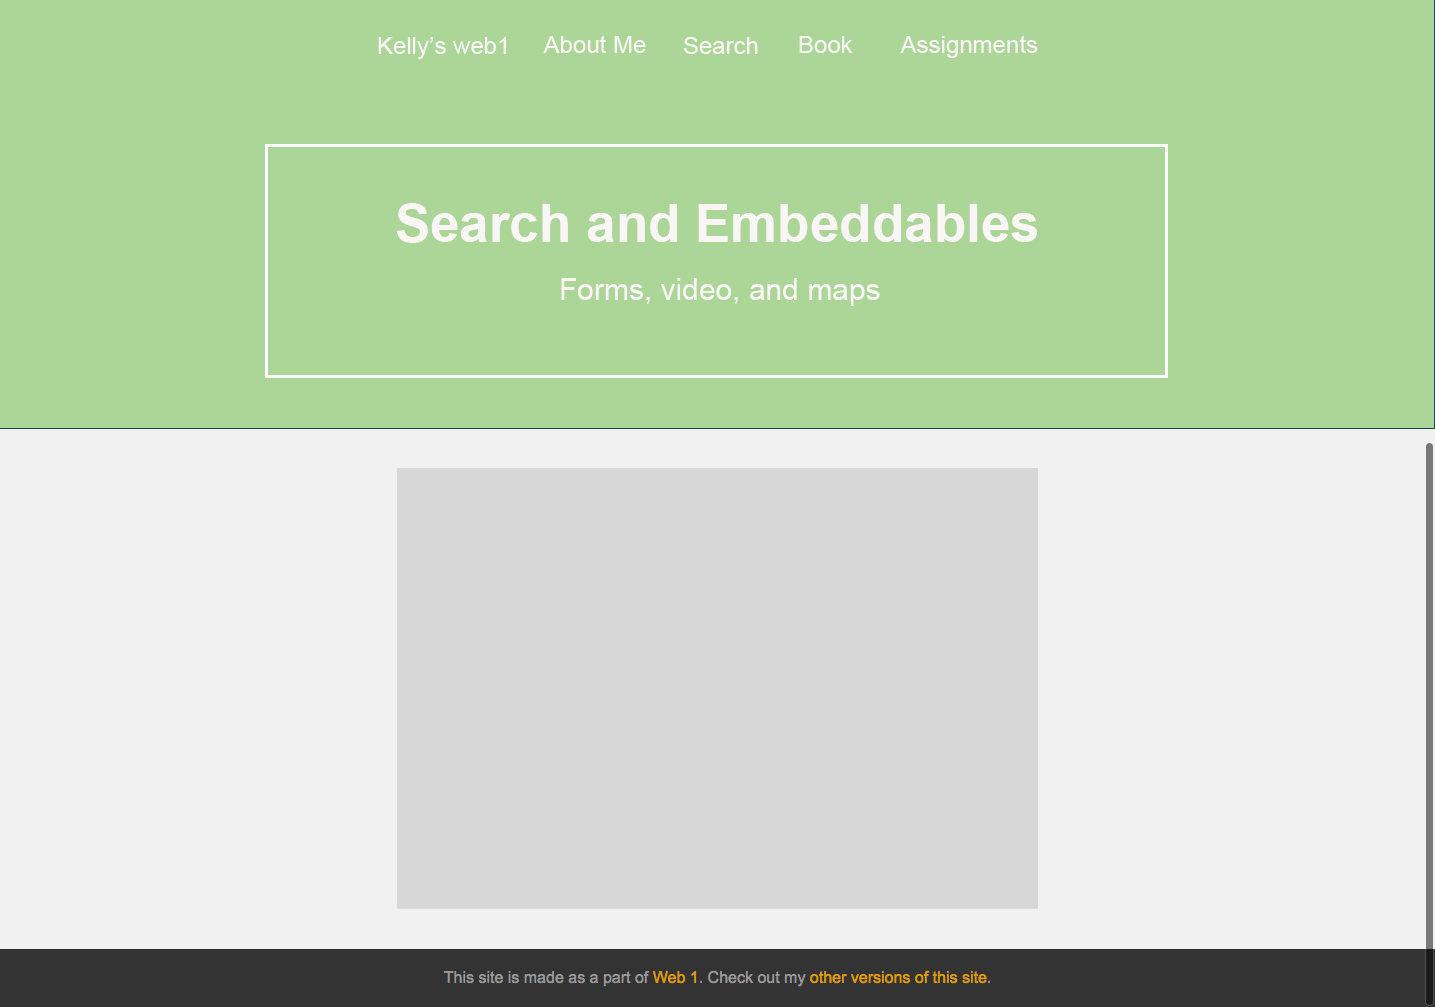 Kelly’s web1 About Me Search Book Assignments
Search and Embeddables
Forms, video, and maps
This site is made as a part of Web 1. Check out my other versions of this site.